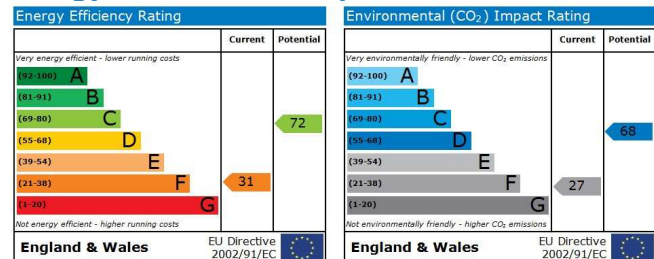 Energy Efficiency Rating
Current Potential
Very energy efficient - lower running costs
(92-100) A
(81-91) B
(69-80) C
72
(55-68) D
(39-54) E
(21-38) F
31
(1-20) G
Not energy efficient - higher running costs
England & Wales
EU Directive
2002/91/EC
Environmental (CO₂) Impact Rating
Current Potential
Very environmentally friendly - lower CO₂ emissions
(92-100) A
(81-91) B
(69-80) C
(55-68) D
68
(39-54) E
(21-38) F
27
(1-20) G
Not environmentally friendly - higher CO₂ emissions
England & Wales
EU Directive
2002/91/EC